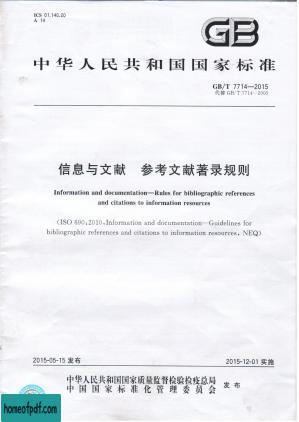 ICS 01.140.20
A 14
GB
中华人民共和国国家标准
GB/T 7714—2015
代替 GB/T 7714—2005
信息与文献 参考文献著录规则
Information and documentation—Rules for bibliographic references
and citations to information resources
(ISO 690:2010,Information and documentation—Guidelines for
bibliographic references and citations to information resources, NEQ)
2015-05-15 发布
2015-12-01 实施
中华人民共和国国家质量监督检验检疫总局
中国国家标准化管理委员会
发布
homeofpdf.com